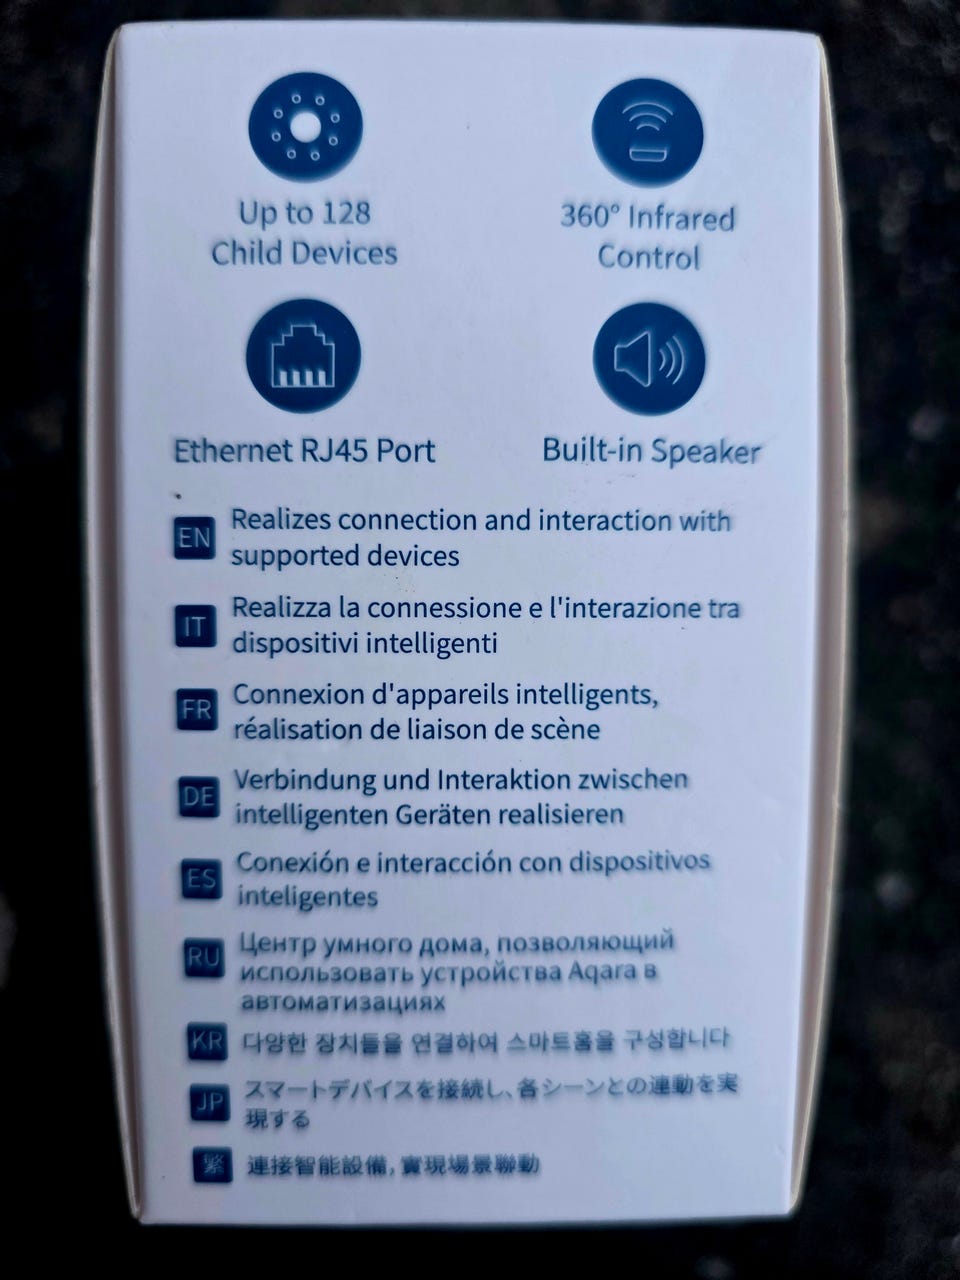 Up to 128
Child Devices
360° Infrared
Control
Ethernet RJ45 Port
Built-in Speaker
EN
Realizes connection and interaction with
supported devices
IT
Realizza la connessione e l'interazione tra
dispositivi intelligenti
FR
Connexion d'appareils intelligents,
réalisation de liaison de scène
DE
Verbindung und Interaktion zwischen
intelligenten Geräten realisieren
ES
Conexión e interacción con dispositivos
inteligentes
RU
Центр умного дома, позволяющий
использовать устройства Aqara в
автоматизациях
KR
다양한 장치들을 연결하여 스마트홈을 구성합니다
JP
スマートデバイスを接続し、各シーンとの連動を実
現する
繁
連接智能設備，實現場景聯動